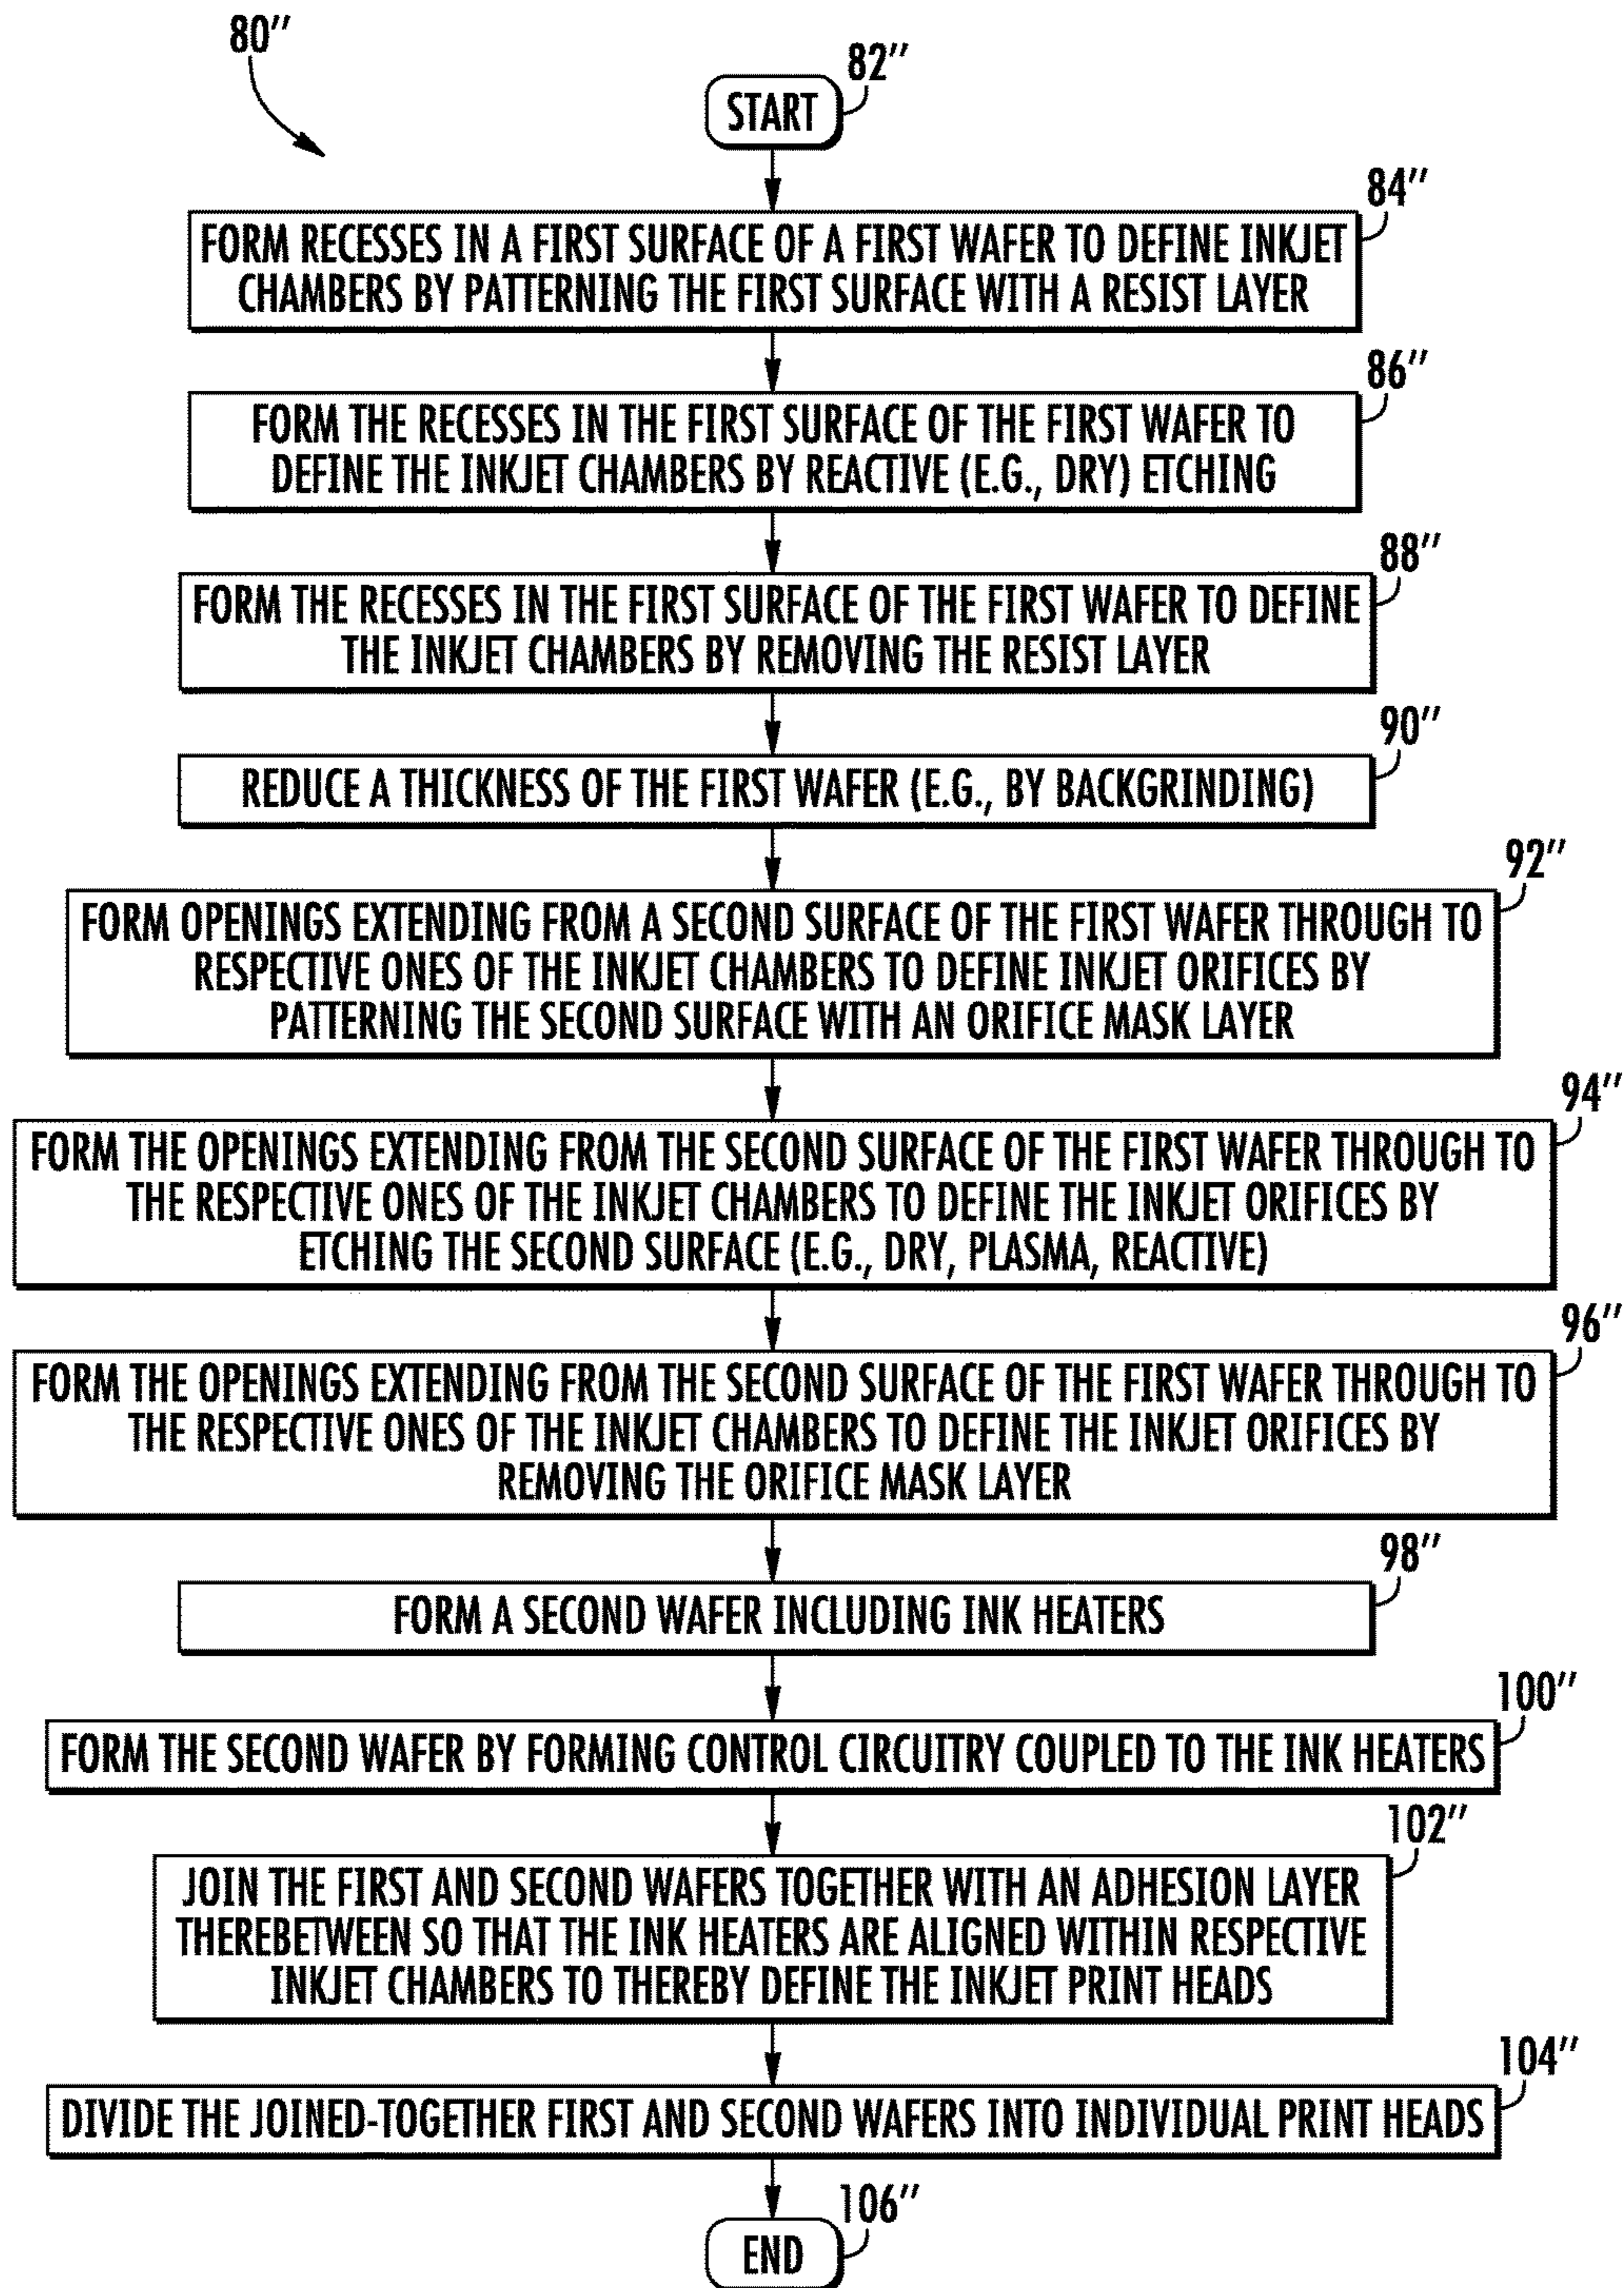 80″
82″
START
84″
FORM RECESSES IN A FIRST SURFACE OF A FIRST WAFER TO DEFINE INKJET
CHAMBERS BY PATTERNING THE FIRST SURFACE WITH A RESIST LAYER
86″
FORM THE RECESSES IN THE FIRST SURFACE OF THE FIRST WAFER TO
DEFINE THE INKJET CHAMBERS BY REACTIVE (E.G., DRY) ETCHING
88″
FORM THE RECESSES IN THE FIRST SURFACE OF THE FIRST WAFER TO DEFINE
THE INKJET CHAMBERS BY REMOVING THE RESIST LAYER
90″
REDUCE A THICKNESS OF THE FIRST WAFER (E.G., BY BACKGRINDING)
92″
FORM OPENINGS EXTENDING FROM A SECOND SURFACE OF THE FIRST WAFER THROUGH TO
RESPECTIVE ONES OF THE INKJET CHAMBERS TO DEFINE INKJET ORIFICES BY
PATTERNING THE SECOND SURFACE WITH AN ORIFICE MASK LAYER
94″
FORM THE OPENINGS EXTENDING FROM THE SECOND SURFACE OF THE FIRST WAFER THROUGH TO
THE RESPECTIVE ONES OF THE INKJET CHAMBERS TO DEFINE THE INKJET ORIFICES BY
ETCHING THE SECOND SURFACE (E.G., DRY, PLASMA, REACTIVE)
96″
FORM THE OPENINGS EXTENDING FROM THE SECOND SURFACE OF THE FIRST WAFER THROUGH TO
THE RESPECTIVE ONES OF THE INKJET CHAMBERS TO DEFINE THE INKJET ORIFICES BY
REMOVING THE ORIFICE MASK LAYER
98″
FORM A SECOND WAFER INCLUDING INK HEATERS
100″
FORM THE SECOND WAFER BY FORMING CONTROL CIRCUITRY COUPLED TO THE INK HEATERS
102″
JOIN THE FIRST AND SECOND WAFERS TOGETHER WITH AN ADHESION LAYER
THEREBETWEEN SO THAT THE INK HEATERS ARE ALIGNED WITHIN RESPECTIVE
INKJET CHAMBERS TO THEREBY DEFINE THE INKJET PRINT HEADS
104″
DIVIDE THE JOINED-TOGETHER FIRST AND SECOND WAFERS INTO INDIVIDUAL PRINT HEADS
106″
END